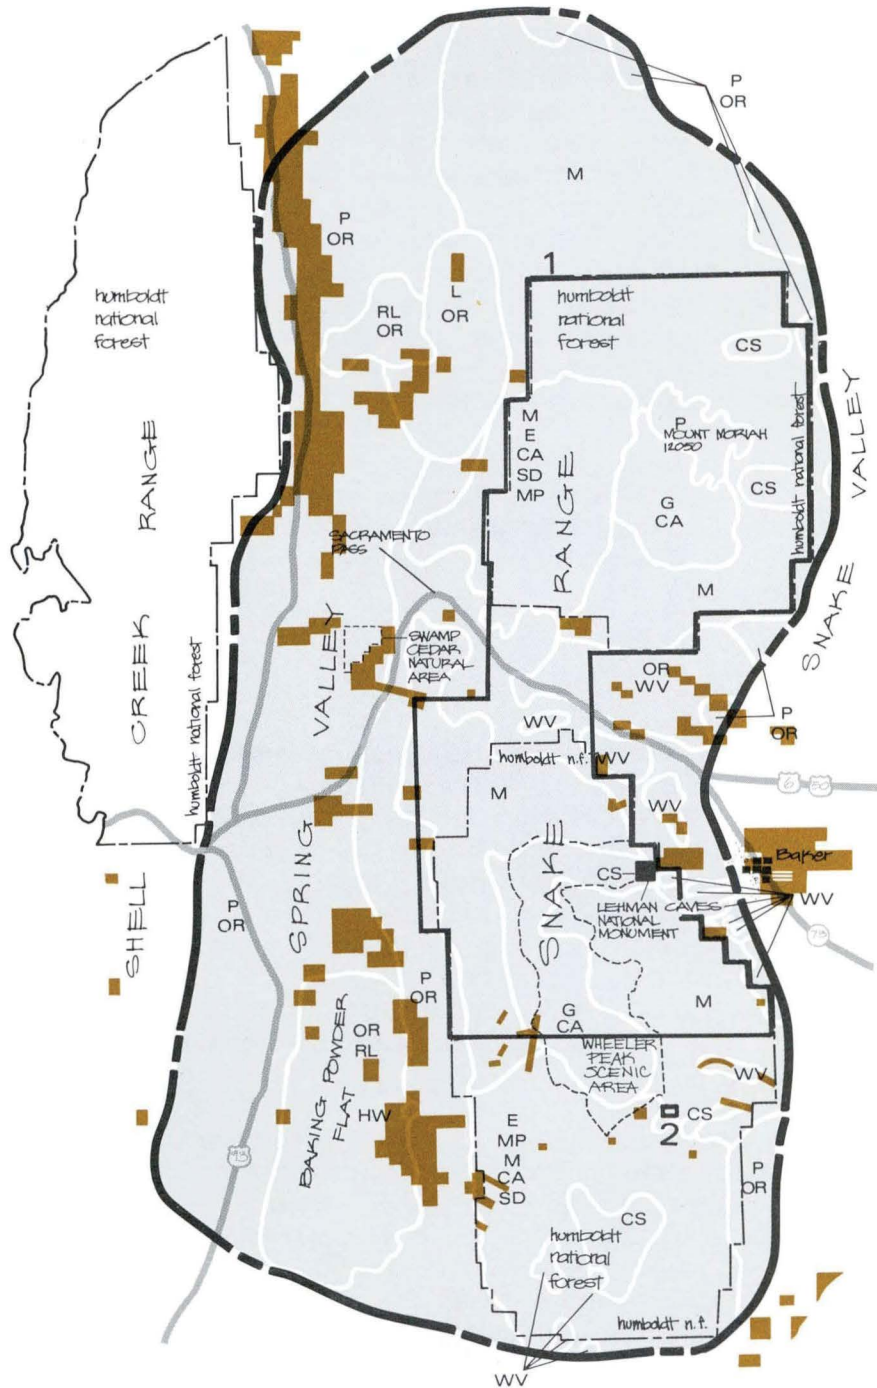 P
OR
M
P
OR
1
humboldt
national
forest
L
OR
humboldt
national
forest
RL
OR
CS
humboldt national forest
SNAKE VALLEY
M
E
CA
SD
MP
P
MOUNT MORIAH
12050
CS
G
CA
SHELL CREEK RANGE
SNAKE RANGE
SACRAMENTO
PASS
M
humboldt national forest
SPRING VALLEY
SWAMP
CEDAR
NATURAL
AREA
OR
WV
P
OR
WV
humboldt n.f.
WV
M
6
50
WV
Baker
CS
LEHMAN CAVES
NATIONAL
MONUMENT
WV
P
OR
73
P
OR
M
G
CA
OR
RL
WHEELER
PEAK
SCENIC
AREA
WV
BAKING POWDER
FLAT
HW
CS
2
E
MP
M
CA
SD
93
P
OR
CS
humboldt
national
forest
humboldt n.f.
WV